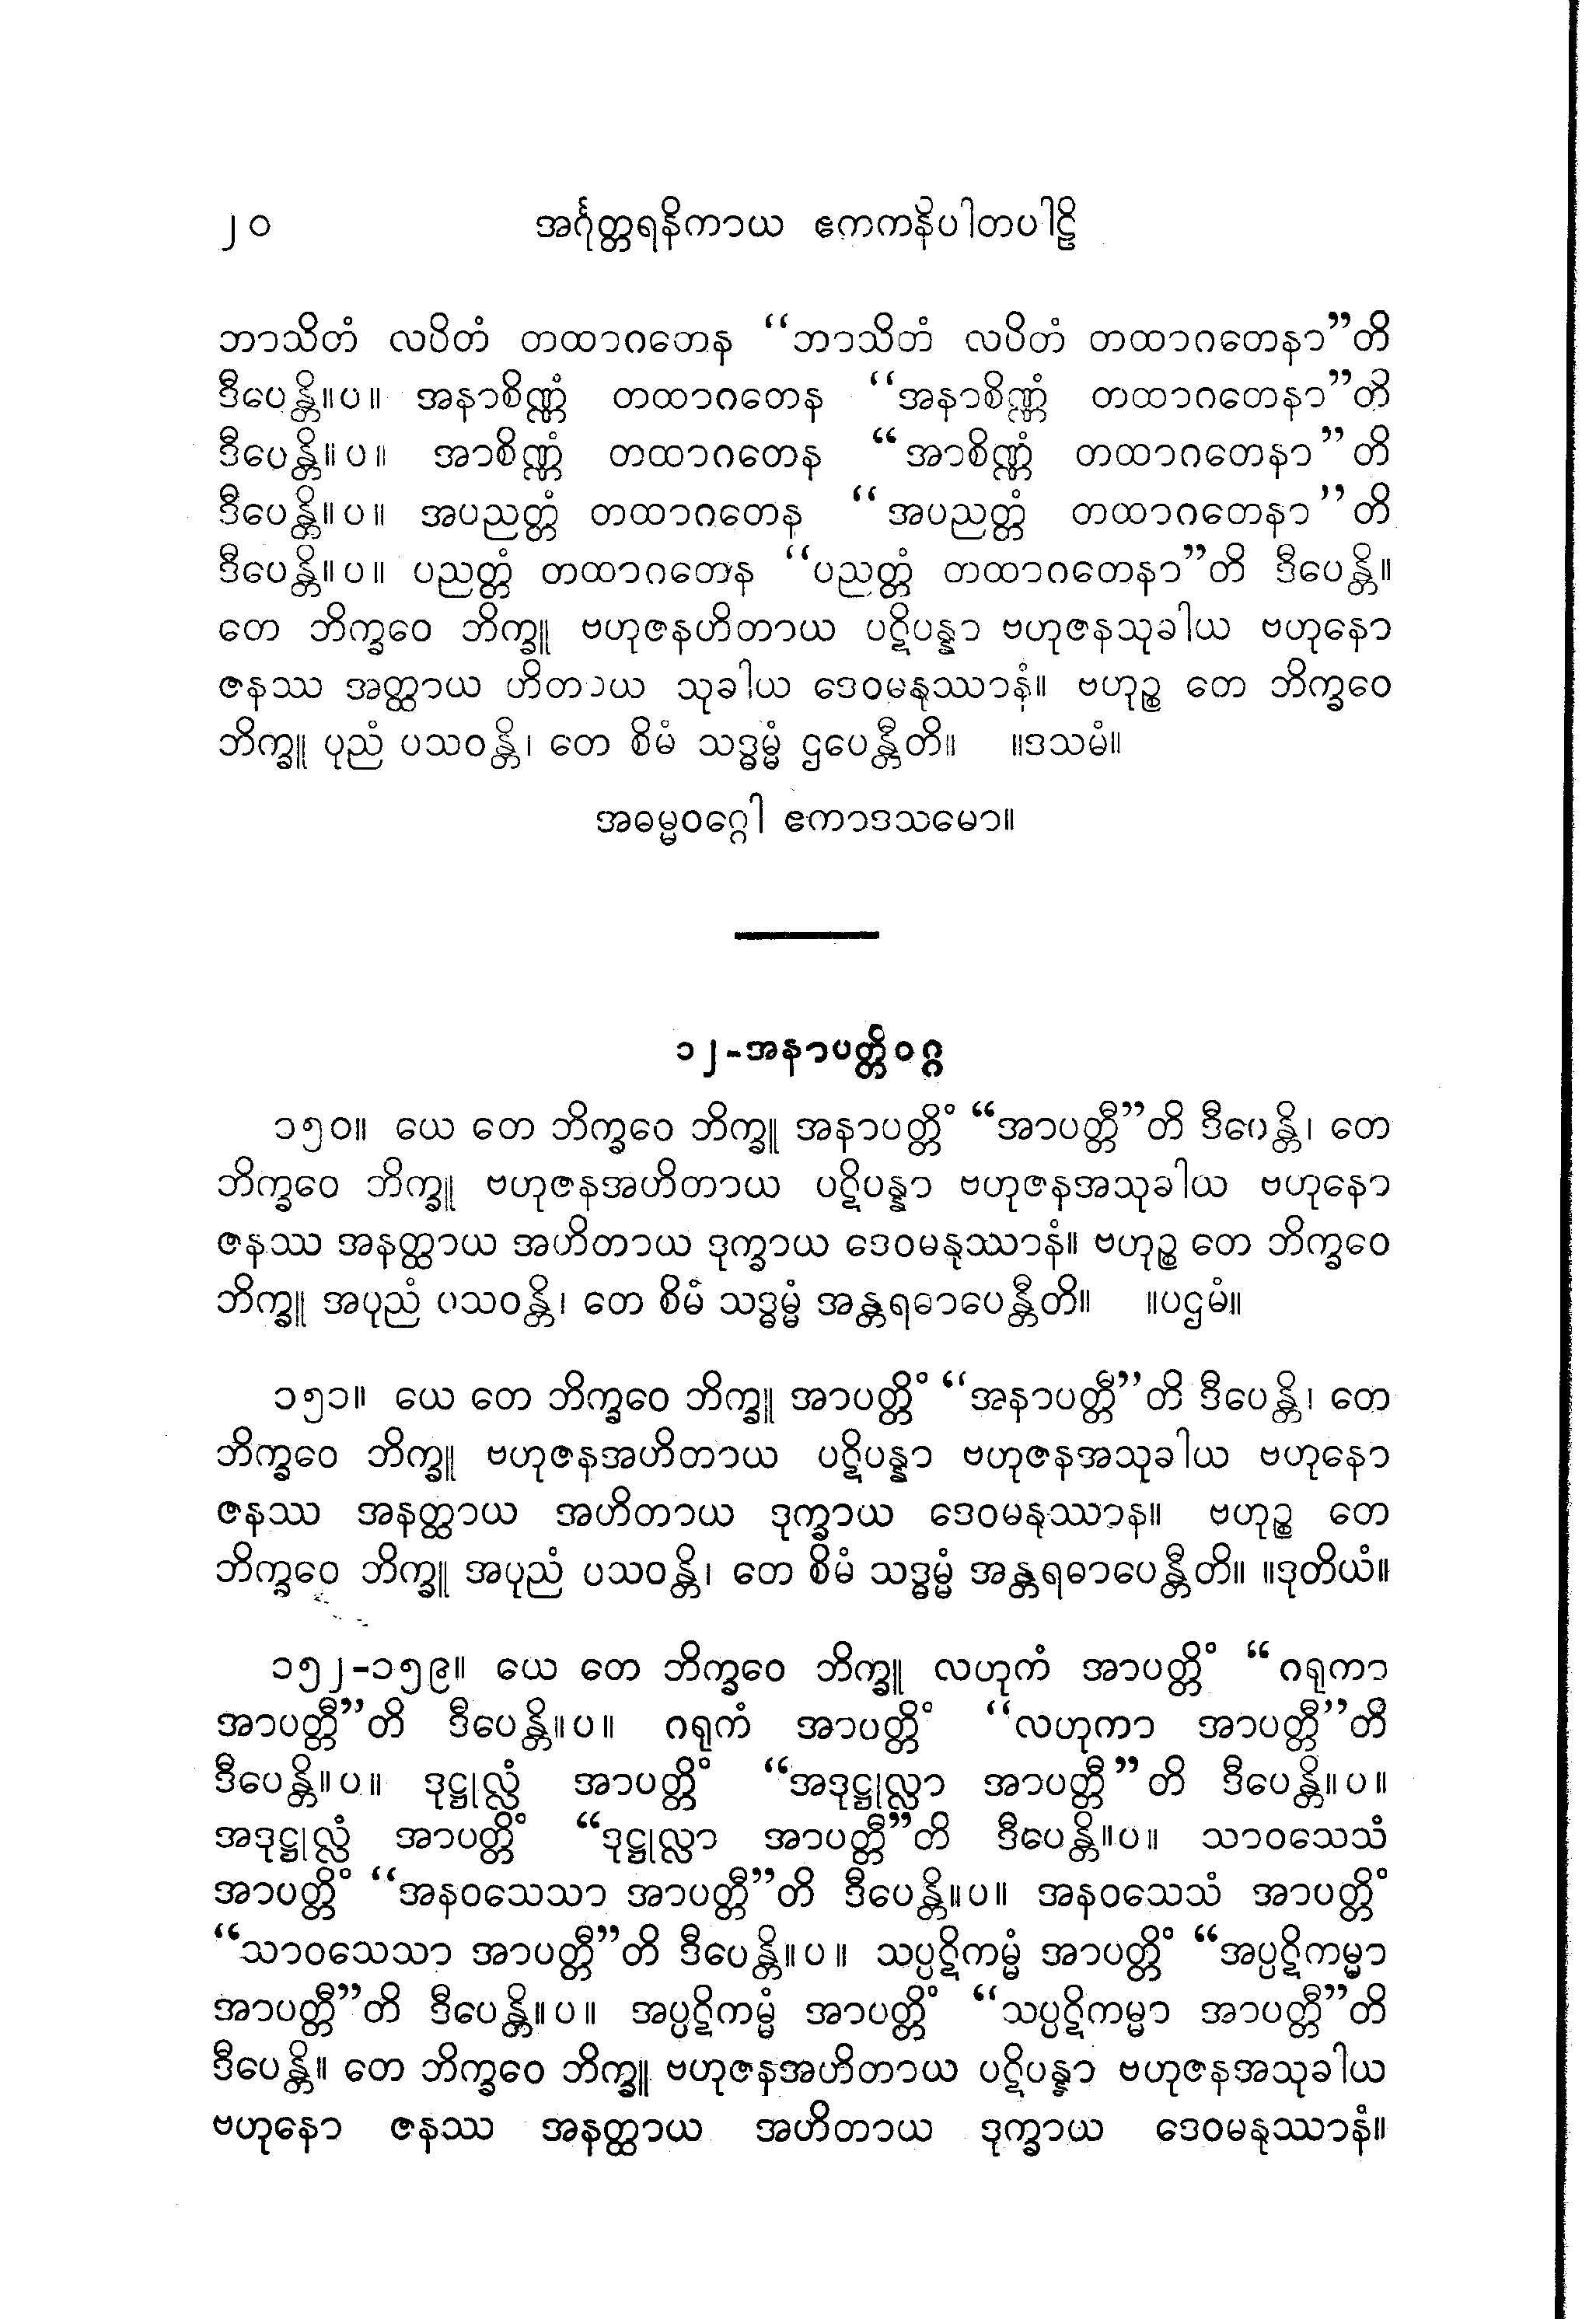 ၂၀ အင်္ဂုတ္တရနိကာယ ဧကကနိပါတပါဠိ
ဘာသိတံ လပိတံ တထာဂတေန “ဘာသိတံ လပိတံ တထာဂတေနာ”တိ
ဒီပေန္တိ။ပ။ အနာစိဏ္ဏံ တထာဂတေန “အနာစိဏ္ဏံ တထာဂတေနာ”တိ
ဒီပေန္တိ။ပ။ အာစိဏ္ဏံ တထာဂတေန “အာစိဏ္ဏံ တထာဂတေနာ”တိ
ဒီပေန္တိ။ပ။ အပညတ္တံ တထာဂတေန “အပညတ္တံ တထာဂတေနာ”တိ
ဒီပေန္တိ။ပ။ ပညတ္တံ တထာဂတေန “ပညတ္တံ တထာဂတေနာ”တိ ဒီပေန္တိ။
တေ ဘိက္ခဝေ ဘိက္ခူ ဗဟုဇနဟိတာယ ပဋိပန္နာ ဗဟုဇနသုခါယ ဗဟုနော
ဇနဿ အတ္ထာယ ဟိတာယ သုခါယ ဒေဝမနုဿာနံ။ ဗဟုဉ္စ တေ ဘိက္ခဝေ
ဘိက္ခူ ပုညံ ပသဝန္တိ၊ တေ စိမံ သဒ္ဓမ္မံ ဌပေန္တီတိ။ ။ဒသမံ။
အဓမ္မဝဂ္ဂေါ ဧကာဒသမော။
၁၂-အနာပတ္တိဝဂ္ဂ
၁၅၀။ ယေ တေ ဘိက္ခဝေ ဘိက္ခူ အနာပတ္တိံ “အာပတ္တီ”တိ ဒီပေန္တိ၊ တေ
ဘိက္ခဝေ ဘိက္ခူ ဗဟုဇနအဟိတာယ ပဋိပန္နာ ဗဟုဇနအသုခါယ ဗဟုနော
ဇနဿ အနတ္ထာယ အဟိတာယ ဒုက္ခာယ ဒေဝမနုဿာနံ။ ဗဟုဉ္စ တေ ဘိက္ခဝေ
ဘိက္ခူ အပုညံ ပသဝန္တိ၊ တေ စိမံ သဒ္ဓမ္မံ အန္တရဓာပေန္တီတိ။ ။ပဌမံ။
၁၅၁။ ယေ တေ ဘိက္ခဝေ ဘိက္ခူ အာပတ္တိံ “အနာပတ္တီ”တိ ဒီပေန္တိ၊ တေ
ဘိက္ခဝေ ဘိက္ခူ ဗဟုဇနအဟိတာယ ပဋိပန္နာ ဗဟုဇနအသုခါယ ဗဟုနော
ဇနဿ အနတ္ထာယ အဟိတာယ ဒုက္ခာယ ဒေဝမနုဿာန။ ဗဟုဉ္စ တေ
ဘိက္ခဝေ ဘိက္ခူ အပုညံ ပသဝန္တိ၊ တေ စိမံ သဒ္ဓမ္မံ အန္တရဓာပေန္တီတိ။ ။ဒုတိယံ။
၁၅၂-၁၅၉။ ယေ တေ ဘိက္ခဝေ ဘိက္ခူ လဟုကံ အာပတ္တိံ “ဂရုကာ
အာပတ္တီ”တိ ဒီပေန္တိ။ပ။ ဂရုကံ အာပတ္တိံ “လဟုကာ အာပတ္တီ”တိ
ဒီပေန္တိ။ပ။ ဒုဋ္ဌုလ္လံ အာပတ္တိံ “အဒုဋ္ဌုလ္လာ အာပတ္တီ”တိ ဒီပေန္တိ။ပ။
အဒုဋ္ဌုလ္လံ အာပတ္တိံ “ဒုဋ္ဌုလ္လာ အာပတ္တီ”တိ ဒီပေန္တိ။ပ။ သာဝသေသံ
အာပတ္တိံ “အနဝသေသာ အာပတ္တီ”တိ ဒီပေန္တိ။ပ။ အနဝသေသံ အာပတ္တိံ
“သာဝသေသာ အာပတ္တီ”တိ ဒီပေန္တိ။ပ။ သပ္ပဋိကမ္မံ အာပတ္တိံ “အပ္ပဋိကမ္မာ
အာပတ္တီ”တိ ဒီပေန္တိ။ပ။ အပ္ပဋိကမ္မံ အာပတ္တိံ “သပ္ပဋိကမ္မာ အာပတ္တီ”တိ
ဒီပေန္တိ။ တေ ဘိက္ခဝေ ဘိက္ခူ ဗဟုဇနအဟိတာယ ပဋိပန္နာ ဗဟုဇနအသုခါယ
ဗဟုနော ဇနဿ အနတ္ထာယ အဟိတာယ ဒုက္ခာယ ဒေဝမနုဿာနံ။